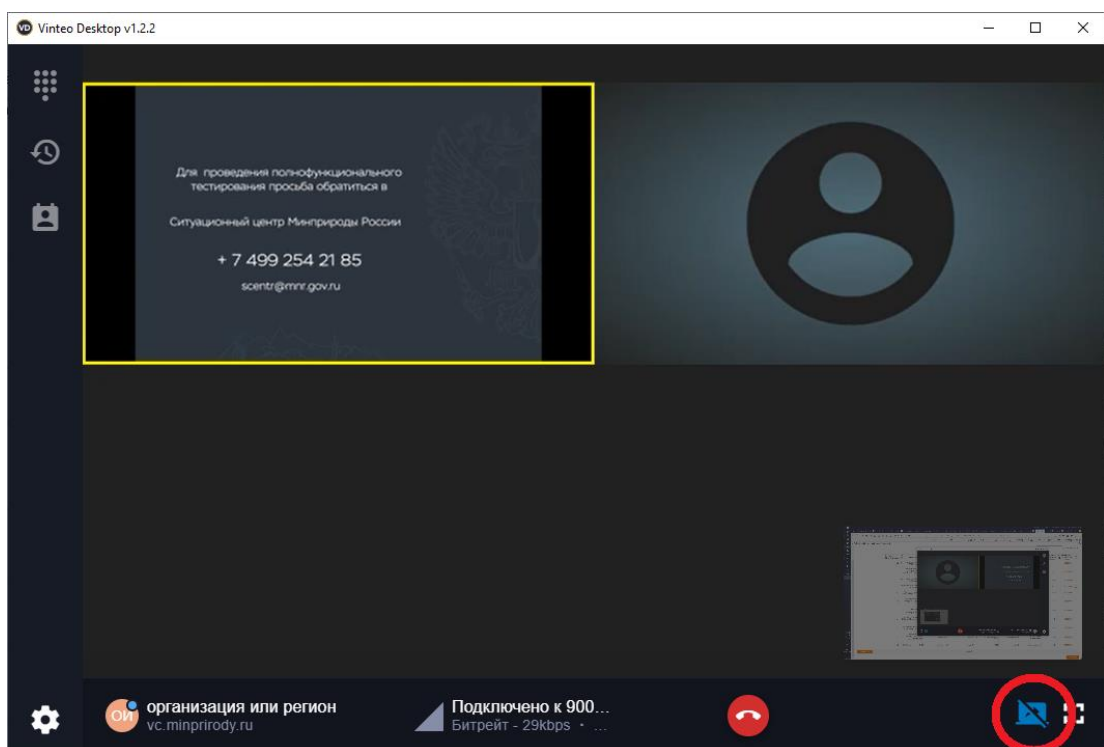 Vinteo Desktop v1.2.2
Для проведения полнофункционального
тестирования просьба обратиться в
Ситуационный центр Минприроды России
+ 7 499 254 21 85
scentr@mnr.gov.ru
ОИ
организация или регион
vc.minprirody.ru
Подключено к 900...
Битрейт - 29kbps · ...